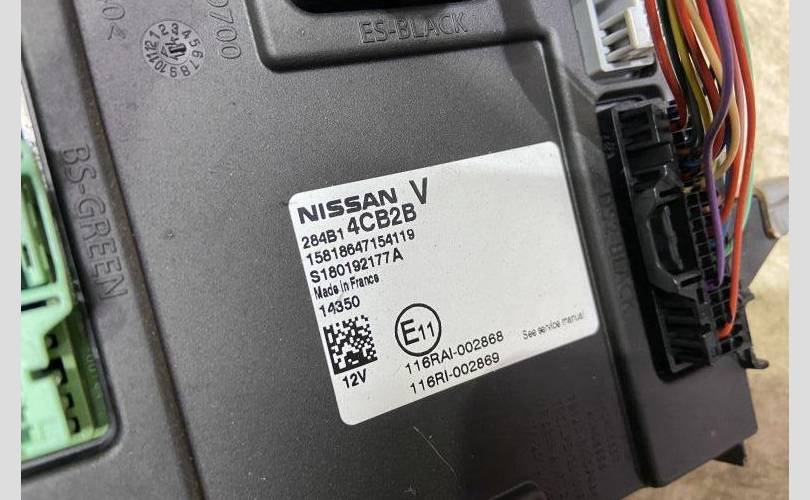 0700
ES-BLACK
BS-GREEN
NISSAN V
284B1 4CB2B
15818647154119
S180192177A
Made in France
14350
12V
E11
116RAI-002868
116RI-002869
See service manual